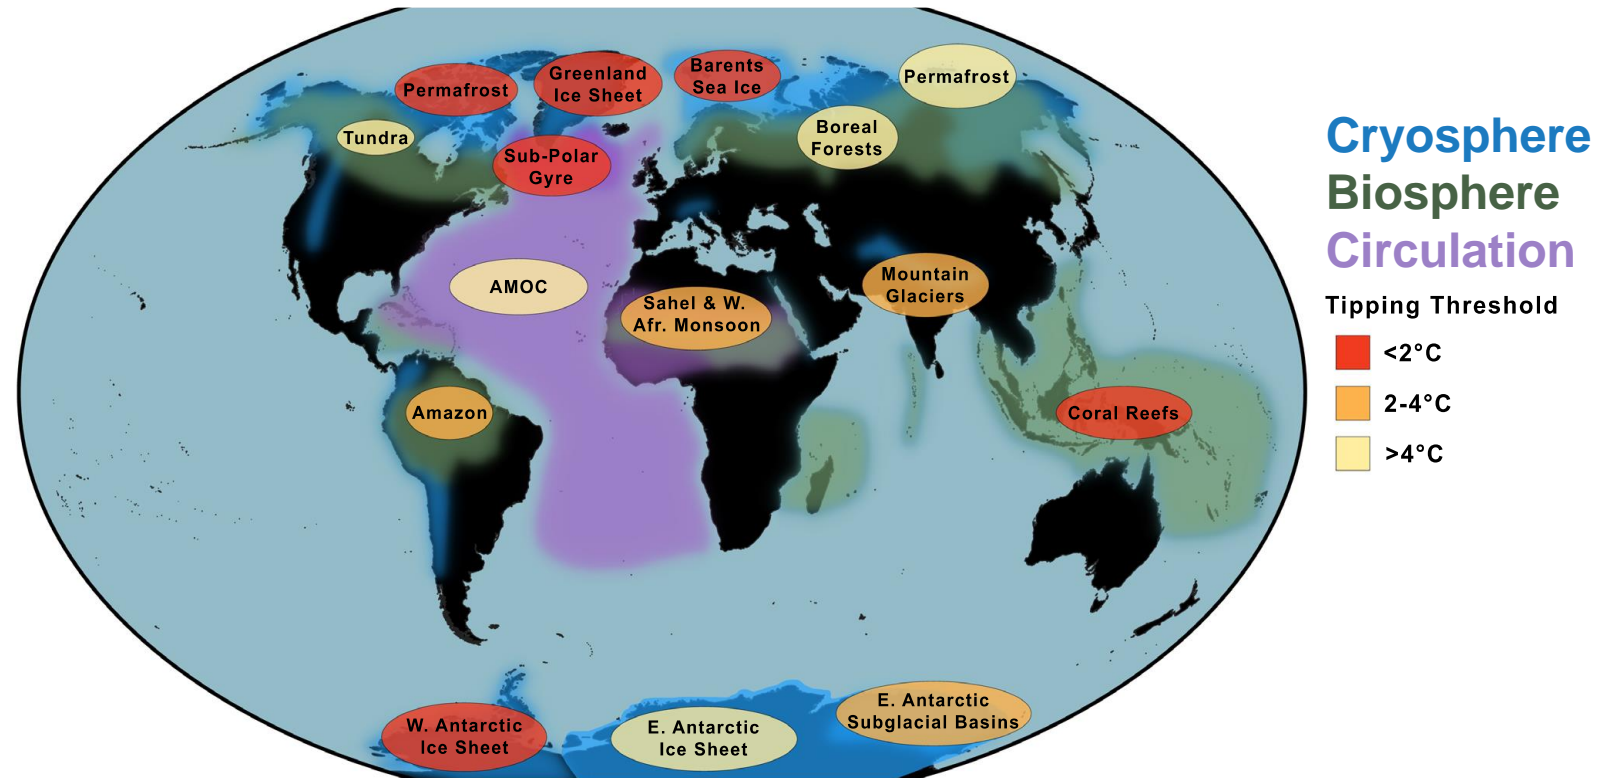 Permafrost
Greenland
Ice Sheet
Barents
Sea Ice
Permafrost
Tundra
Boreal
Forests
Sub-Polar
Gyre
AMOC
Sahel & W.
Afr. Monsoon
Mountain
Glaciers
Amazon
Coral Reefs
W. Antarctic
Ice Sheet
E. Antarctic
Ice Sheet
E. Antarctic
Subglacial Basins
Cryosphere
Biosphere
Circulation
Tipping Threshold
<2°C
2-4°C
>4°C